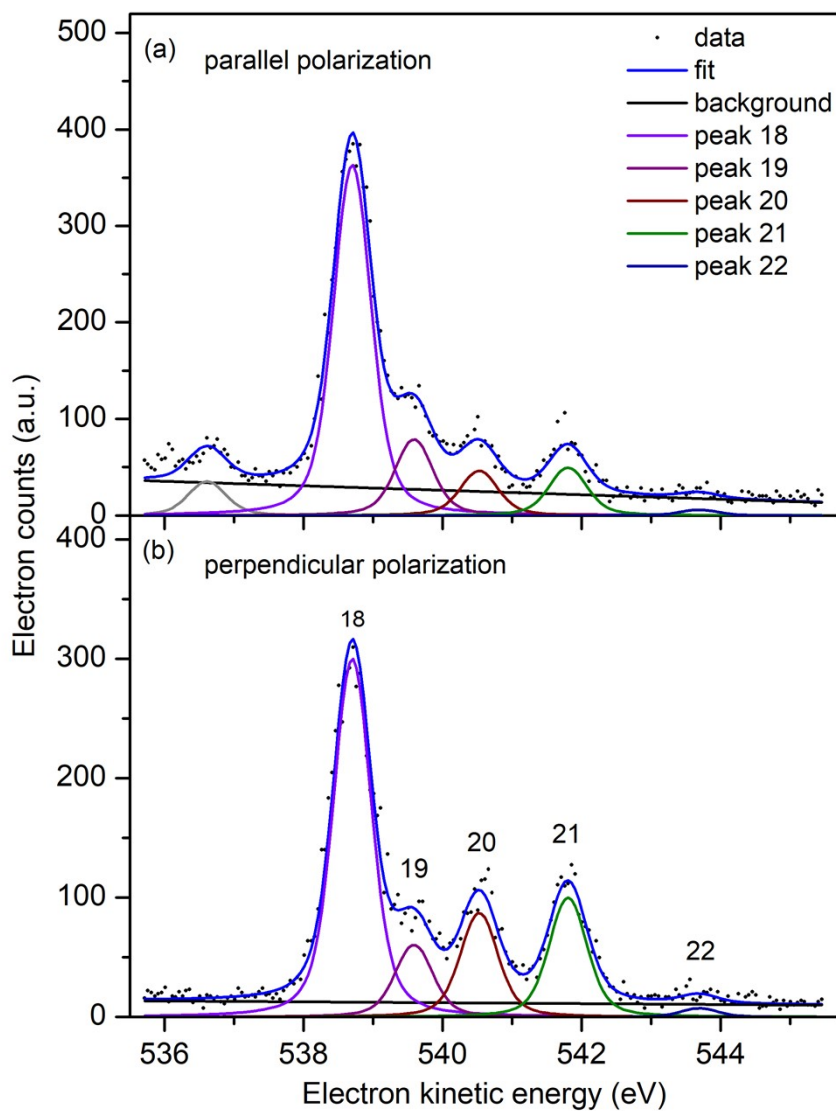 500
(a) parallel polarization
data
fit
background
400
peak 18
peak 19
300
peak 20
peak 21
peak 22
200
100
0
Electron counts (a.u.)
400
(b) perpendicular polarization
18
300
200
19
20
21
100
22
0
536
538
540
542
544
Electron kinetic energy (eV)